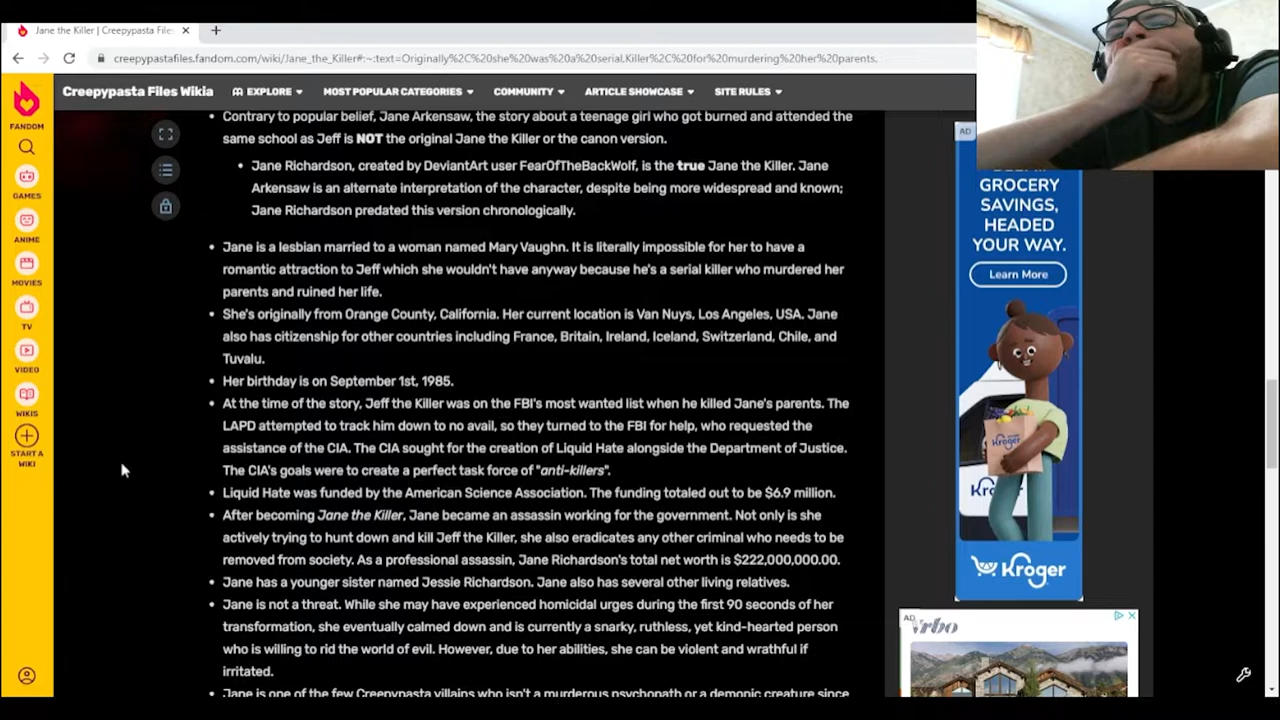 Jane the Killer | Creepypasta File
creepypastafiles.fandom.com/wiki/Jane_the_Killer#:~:text=Originally%2C%20she%20was%20a%20serial,Killer%2C%20for%20murdering%20her%20parents.
Creepypasta Files Wikia
EXPLORE
MOST POPULAR CATEGORIES
COMMUNITY
ARTICLE SHOWCASE
SITE RULES
FANDOM
GAMES
ANIME
MOVIES
TV
VIDEO
WIKIS
START A
WIKI
Contrary to popular belief, Jane Arkensaw, the story about a teenage girl who got burned and attended the
same school as Jeff is NOT the original Jane the Killer or the canon version.
Jane Richardson, created by DeviantArt user FearOfTheBackWolf, is the true Jane the Killer. Jane
Arkensaw is an alternate interpretation of the character, despite being more widespread and known;
Jane Richardson predated this version chronologically.
Jane is a lesbian married to a woman named Mary Vaughn. It is literally impossible for her to have a
romantic attraction to Jeff which she wouldn't have anyway because he's a serial killer who murdered her
parents and ruined her life.
She's originally from Orange County, California. Her current location is Van Nuys, Los Angeles, USA. Jane
also has citizenship for other countries including France, Britain, Ireland, Iceland, Switzerland, Chile, and
Tuvalu.
Her birthday is on September 1st, 1985.
At the time of the story, Jeff the Killer was on the FBI's most wanted list when he killed Jane's parents. The
LAPD attempted to track him down to no avail, so they turned to the FBI for help, who requested the
assistance of the CIA. The CIA sought for the creation of Liquid Hate alongside the Department of Justice.
The CIA's goals were to create a perfect task force of "anti-killers".
Liquid Hate was funded by the American Science Association. The funding totaled out to be $6.9 million.
After becoming Jane the Killer, Jane became an assassin working for the government. Not only is she
actively trying to hunt down and kill Jeff the Killer, she also eradicates any other criminal who needs to be
removed from society. As a professional assassin, Jane Richardson's total net worth is $222,000,000.00.
Jane has a younger sister named Jessie Richardson. Jane also has several other living relatives.
Jane is not a threat. While she may have experienced homicidal urges during the first 90 seconds of her
transformation, she eventually calmed down and is currently a snarky, ruthless, yet kind-hearted person
who is willing to rid the world of evil. However, due to her abilities, she can be violent and wrathful if
irritated.
Jane is one of the few Creepypasta villains who isn't a murderous psychopath or a demonic creature since
AD
GROCERY
SAVINGS,
HEADED
YOUR WAY.
Learn More
Kroger
Kroger
AD
Vrbo